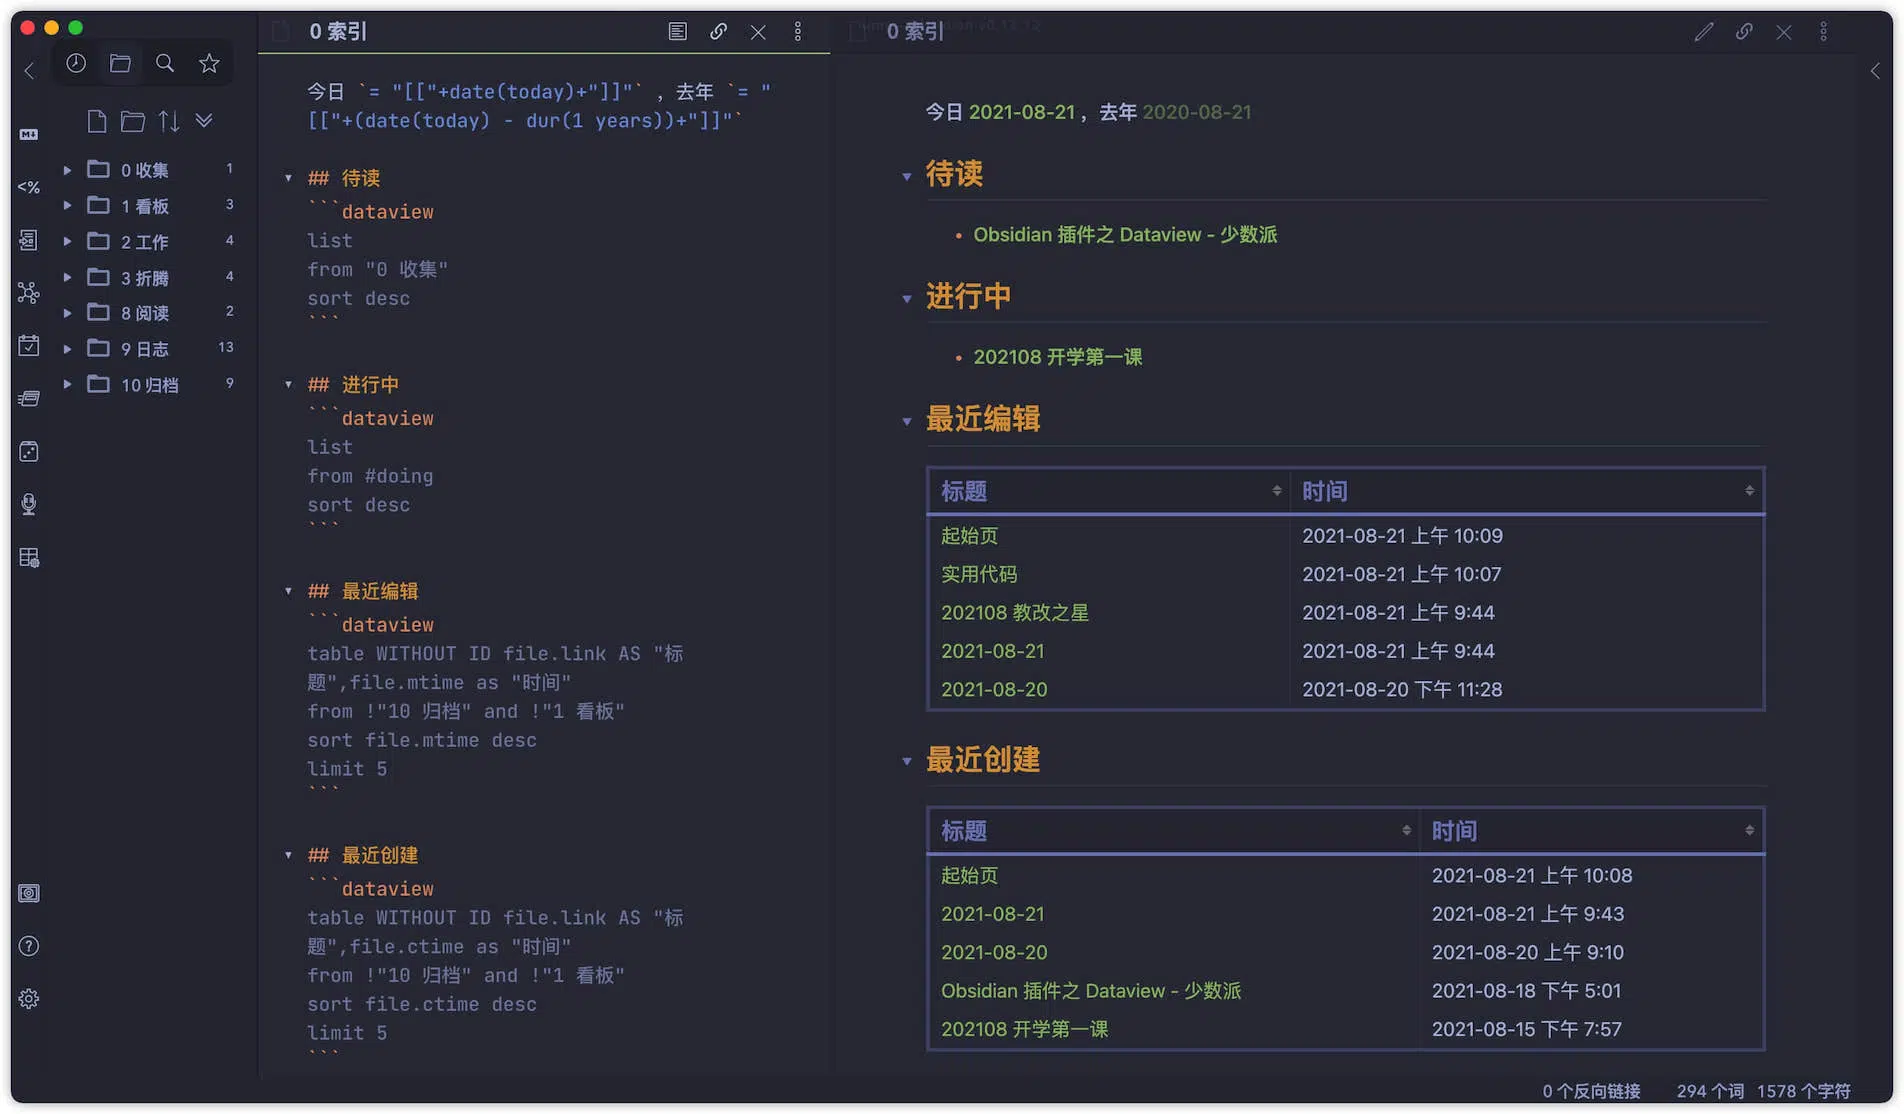 0 索引
0 索引
M↓
<%
0 收集 1
1 看板 3
2 工作 4
3 折腾 4
8 阅读 2
9 日志 13
10 归档 9
今日 `= "[["+date(today)+"]]"` , 去年 `= "
[["+(date(today) - dur(1 years))+"]]"`
## 待读
```dataview
list
from "0 收集"
sort desc
```
## 进行中
```dataview
list
from #doing
sort desc
```
## 最近编辑
```dataview
table WITHOUT ID file.link AS "标
题",file.mtime as "时间"
from !"10 归档" and !"1 看板"
sort file.mtime desc
limit 5
```
## 最近创建
```dataview
table WITHOUT ID file.link AS "标
题",file.ctime as "时间"
from !"10 归档" and !"1 看板"
sort file.ctime desc
limit 5
```
今日 2021-08-21 , 去年 2020-08-21
待读
• Obsidian 插件之 Dataview - 少数派
进行中
• 202108 开学第一课
最近编辑
标题 时间
起始页 2021-08-21 上午 10:09
实用代码 2021-08-21 上午 10:07
202108 教改之星 2021-08-21 上午 9:44
2021-08-21 2021-08-21 上午 9:44
2021-08-20 2021-08-20 下午 11:28
最近创建
标题 时间
起始页 2021-08-21 上午 10:08
2021-08-21 2021-08-21 上午 9:43
2021-08-20 2021-08-20 上午 9:10
Obsidian 插件之 Dataview - 少数派 2021-08-18 下午 5:01
202108 开学第一课 2021-08-15 下午 7:57
0 个反向链接 294 个词 1578 个字符